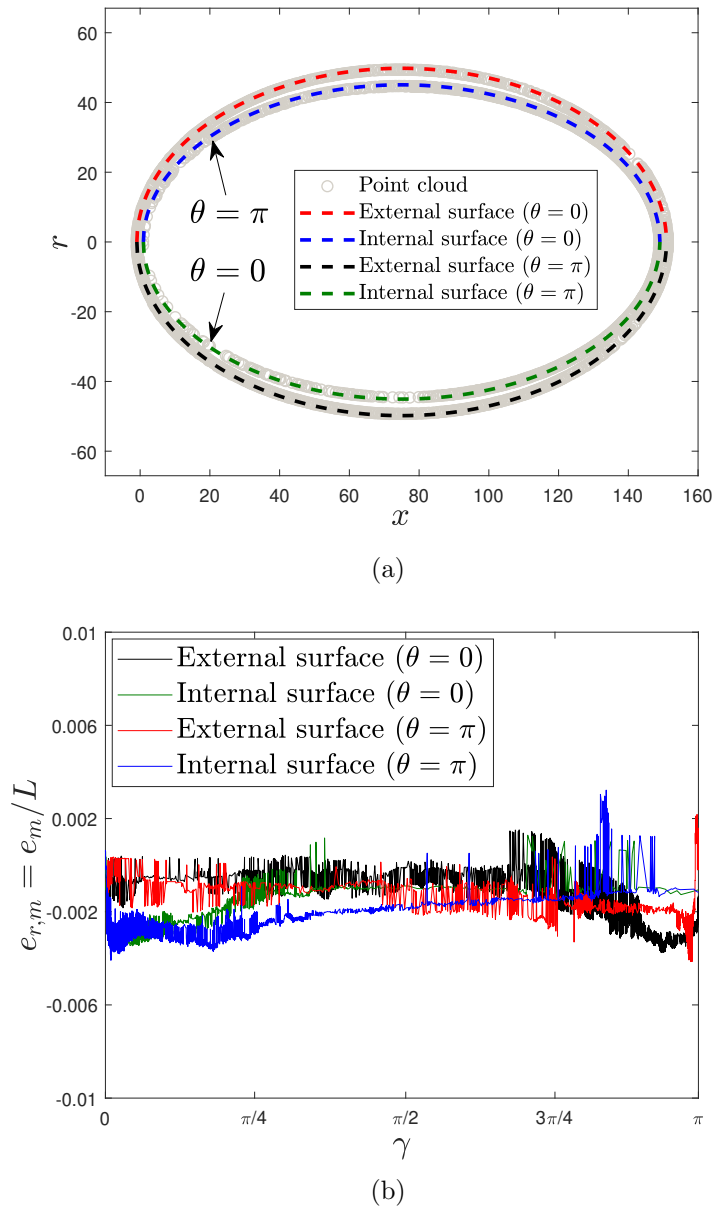 60
40
20
0
-20
-40
-60
r
θ = π
θ = 0
Point cloud
External surface (θ = 0)
Internal surface (θ = 0)
External surface (θ = π)
Internal surface (θ = π)
0 20 40 60 80 100 120 140 160
x
(a)
0.01
0.006
0.002
-0.002
-0.006
-0.01
e_{r,m} = e_m/L
External surface (θ = 0)
Internal surface (θ = 0)
External surface (θ = π)
Internal surface (θ = π)
0 π/4 π/2 3π/4 π
γ
(b)